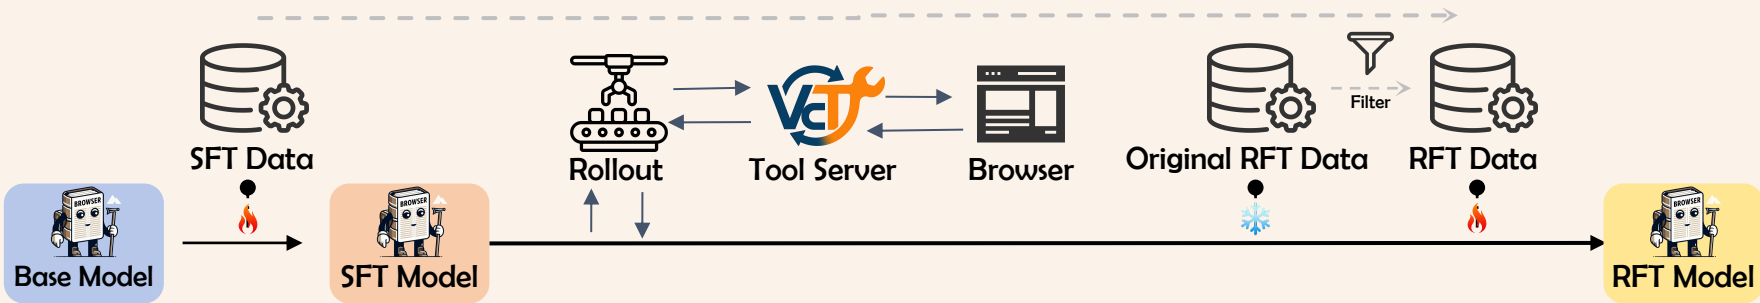 SFT Data
VcT
Rollout
Tool Server
Browser
Original RFT Data
Filter
RFT Data
BROWSER
Base Model
BROWSER
SFT Model
BROWSER
RFT Model